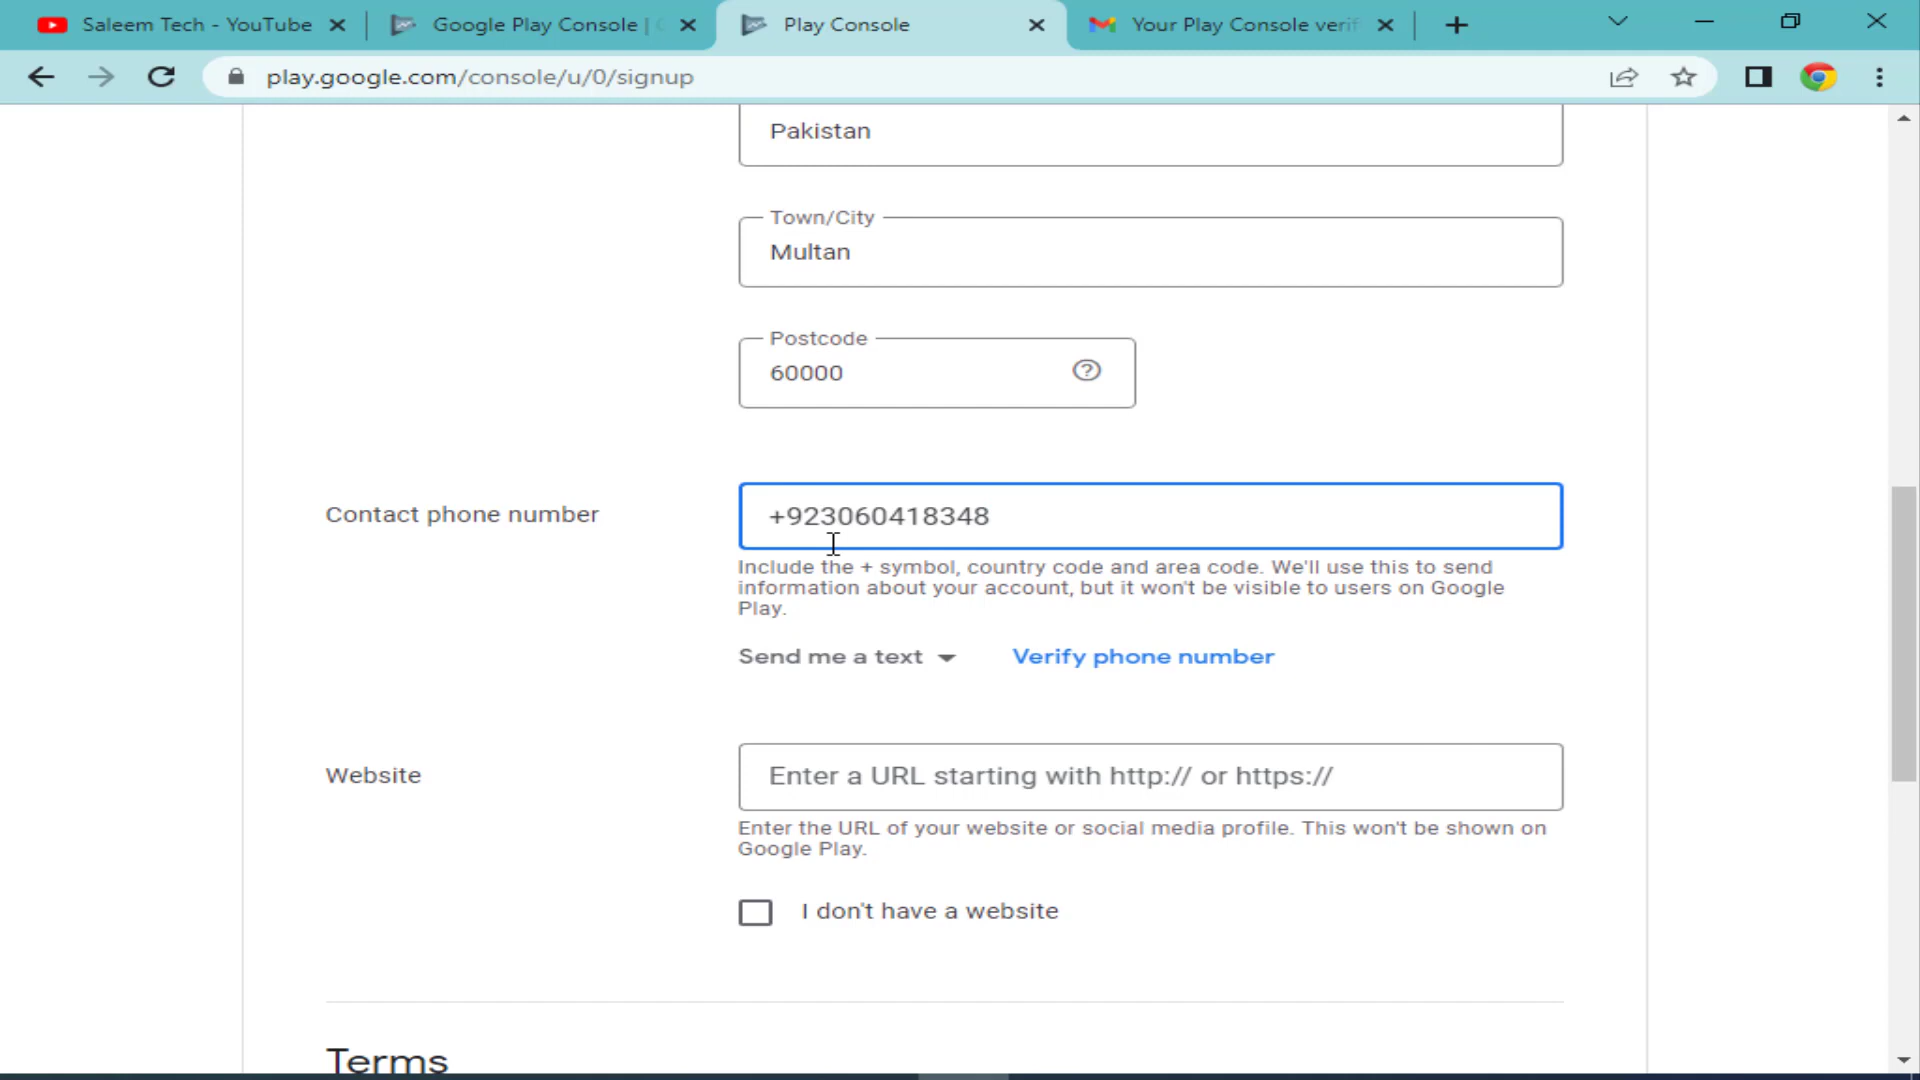 Saleem Tech - YouTube
Google Play Console |
Play Console
Your Play Console verif
play.google.com/console/u/0/signup
Pakistan
Town/City
Multan
Postcode
60000
Contact phone number
+923060418348
Include the + symbol, country code and area code. We'll use this to send
information about your account, but it won't be visible to users on Google
Play.
Send me a text
Verify phone number
Website
Enter a URL starting with http:// or https://
Enter the URL of your website or social media profile. This won't be shown on
Google Play.
I don't have a website
Terms